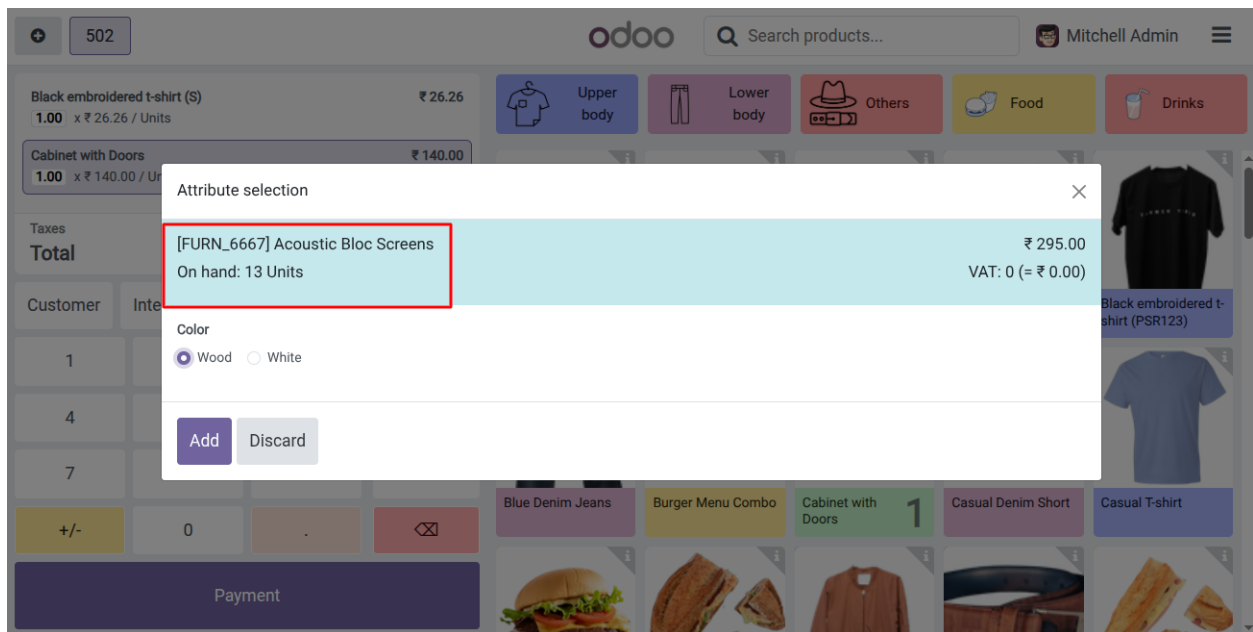 502
odoo
Search products...
Mitchell Admin
Black embroidered t-shirt (S)
₹ 26.26
1.00 x ₹ 26.26 / Units
Cabinet with Doors
₹ 140.00
1.00 x ₹ 140.00 /
Taxes
Total
Customer
1
4
7
+/-
0
.
Payment
Upper
body
Lower
body
Others
Food
Drinks
Attribute selection
[FURN_6667] Acoustic Bloc Screens
₹ 295.00
On hand: 13 Units
VAT: 0 (= ₹ 0.00)
Color
Wood
White
Add
Discard
Black embroidered t-
shirt (PSR123)
Blue Denim Jeans
Burger Menu Combo
Cabinet with
Doors
1
Casual Denim Short
Casual T-shirt